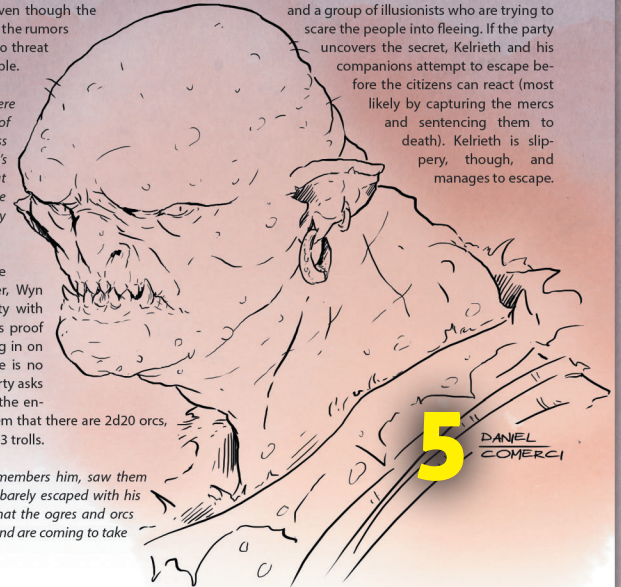 ven though the
the rumors
o threat
ple.
ere
of
ss
's
at
e
y
e
er, Wyn
ty with
s proof
g in on
e is no
rty asks
the en-
em that there are 2d20 orcs,
3 trolls.
members him, saw them
barely escaped with his
hat the ogres and orcs
nd are coming to take
and a group of illusionists who are trying to
scare the people into fleeing. If the party
uncovers the secret, Kelrieth and his
companions attempt to escape be-
fore the citizens can react (most
likely by capturing the mercs
and sentencing them to
death). Kelrieth is slip-
pery, though, and
manages to escape.
5
DANIEL
COMERCI